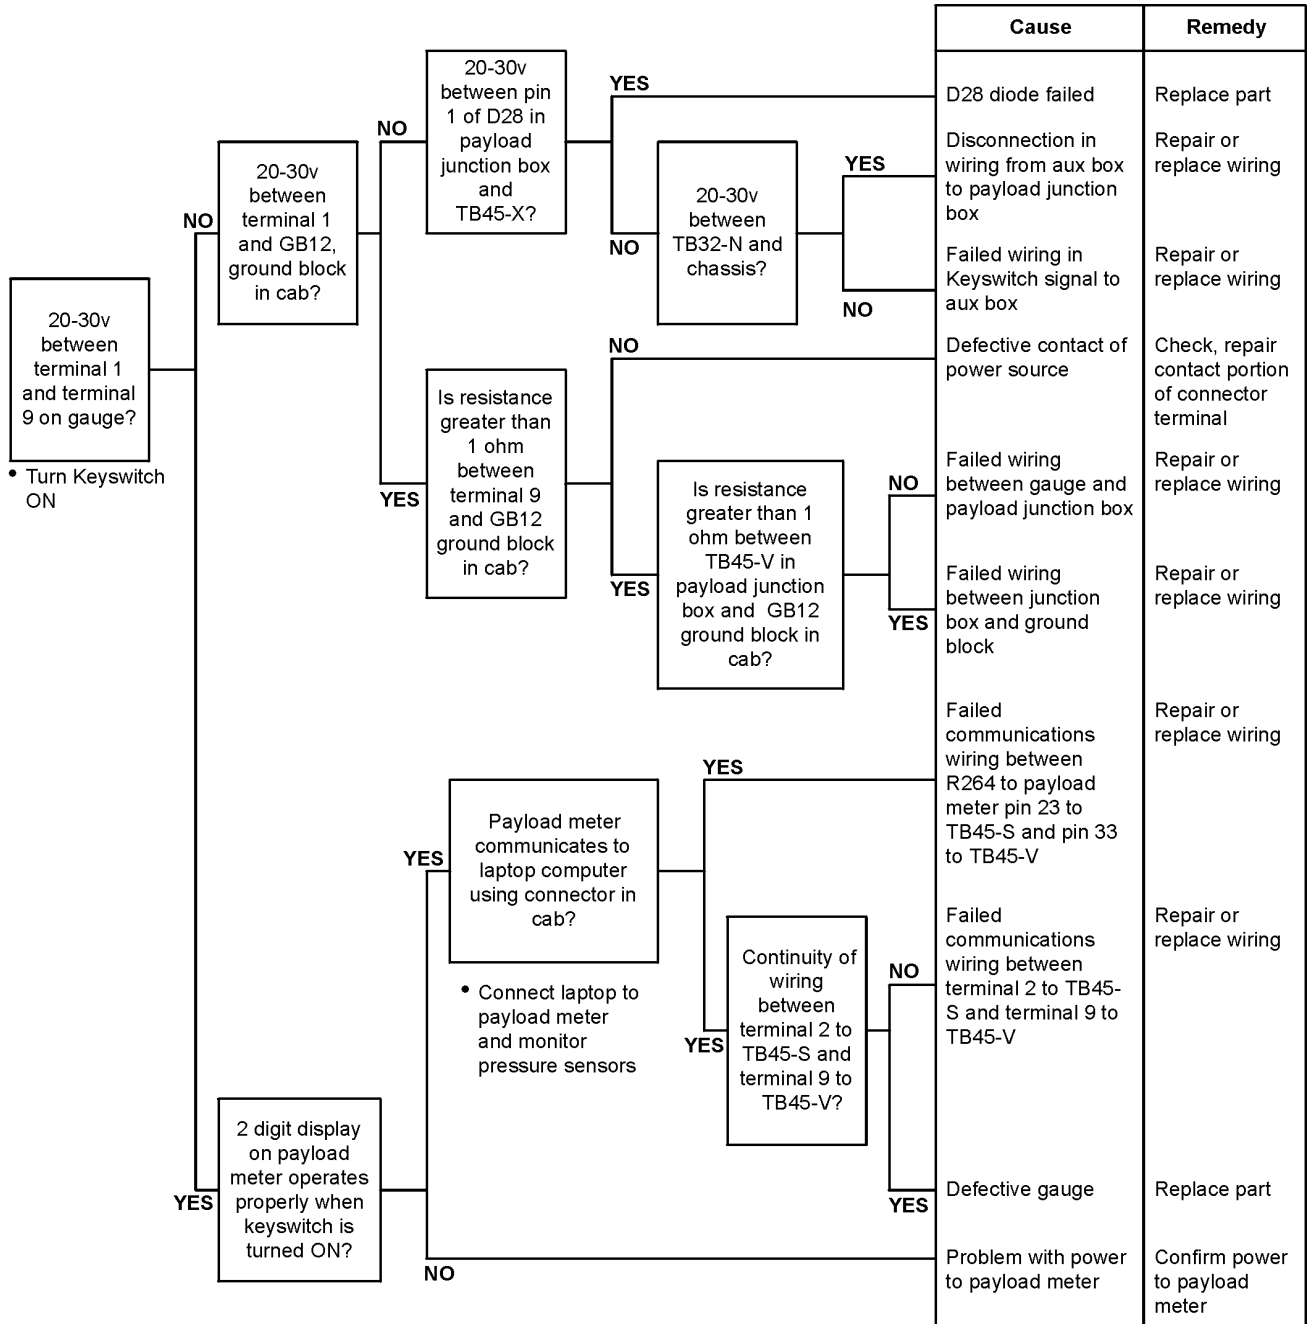 Cause
Remedy
20-30v
between pin
1 of D28 in
payload
junction box
and
TB45-X?
YES
D28 diode failed
Replace part
NO
20-30v
between
terminal 1
and GB12,
ground block
in cab?
NO
20-30v
between
TB32-N and
chassis?
YES
Disconnection in
wiring from aux box
to payload junction
box
Repair or
replace wiring
NO
NO
Failed wiring in
Keyswitch signal to
aux box
Repair or
replace wiring
20-30v
between
terminal 1
and terminal
9 on gauge?
• Turn Keyswitch
ON
YES
Is resistance
greater than
1 ohm
between
terminal 9
and GB12
ground block
in cab?
NO
Defective contact of
power source
Check, repair
contact portion
of connector
terminal
YES
Is resistance
greater than 1
ohm between
TB45-V in
payload junction
box and GB12
ground block in
cab?
NO
Failed wiring
between gauge and
payload junction box
Repair or
replace wiring
YES
Failed wiring
between junction
box and ground
block
Repair or
replace wiring
YES
Payload meter
communicates to
laptop computer
using connector in
cab?
• Connect laptop to
payload meter
and monitor
pressure sensors
YES
Failed
communications
wiring between
R264 to payload
meter pin 23 to
TB45-S and pin 33
to TB45-V
Repair or
replace wiring
YES
Continuity of
wiring
between
terminal 2 to
TB45-S and
terminal 9 to
TB45-V?
NO
Failed
communications
wiring between
terminal 2 to TB45-
S and terminal 9 to
TB45-V
Repair or
replace wiring
YES
2 digit display
on payload
meter operates
properly when
keyswitch is
turned ON?
YES
Defective gauge
Replace part
NO
Problem with power
to payload meter
Confirm power
to payload
meter